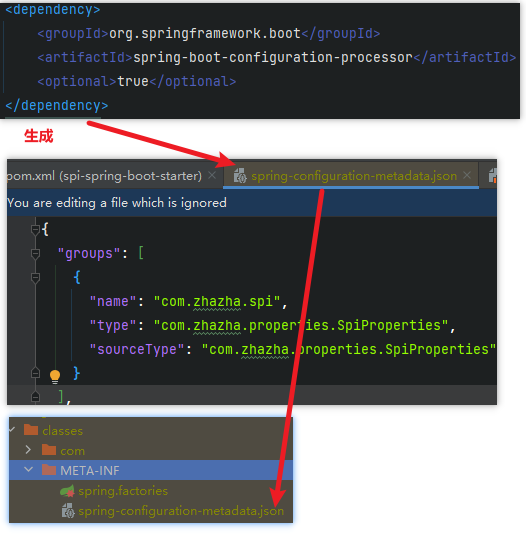 <dependency>
<groupId>org.springframework.boot</groupId>
<artifactId>spring-boot-configuration-processor</artifactId>
<optional>true</optional>
</dependency>
生成
pom.xml (spi-spring-boot-starter) × spring-configuration-metadata.json ×
You are editing a file which is ignored
{
"groups": [
{
"name": "com.zhazha.spi",
"type": "com.zhazha.properties.SpiProperties",
"sourceType": "com.zhazha.properties.SpiProperties"
}
],
classes
com
META-INF
spring.factories
spring-configuration-metadata.json